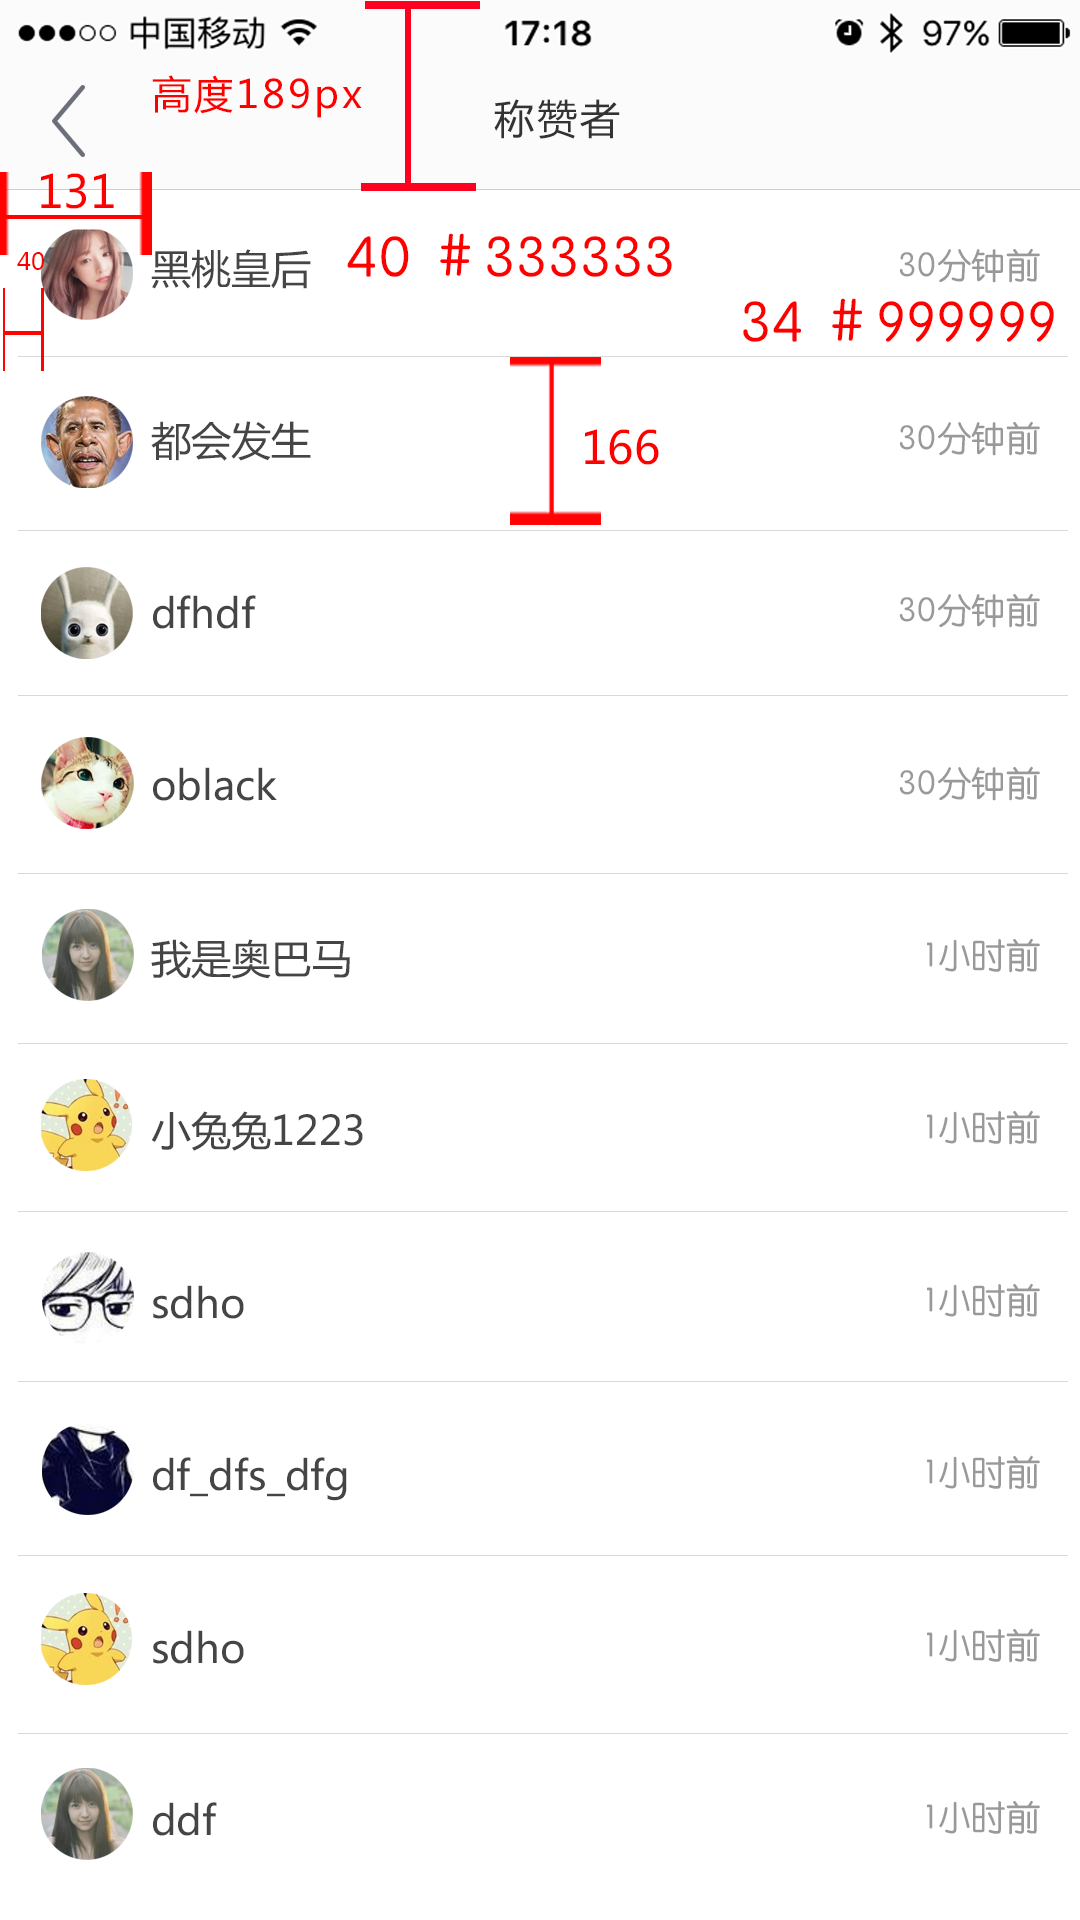 中国移动 17:18 97%
高度189px
称赞者
131
40
黑桃皇后 40 #333333 30分钟前
34 #999999
都会发生 166 30分钟前
dfhdf 30分钟前
oblack 30分钟前
我是奥巴马 1小时前
小兔兔1223 1小时前
sdho 1小时前
df_dfs_dfg 1小时前
sdho 1小时前
ddf 1小时前